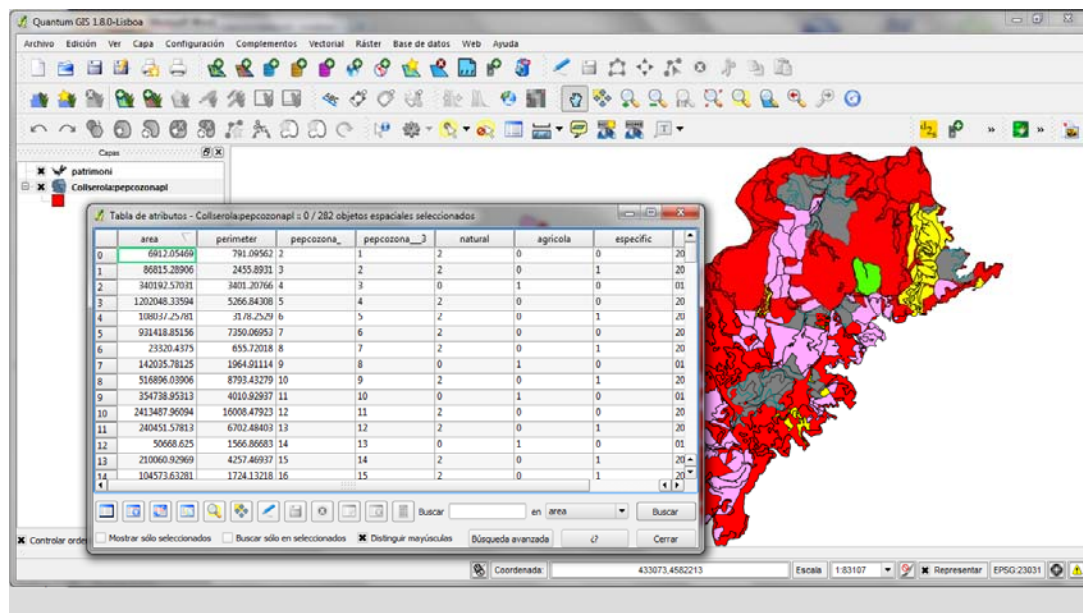 Quantum GIS 1.8.0-Lisboa
Archivo Edición Ver Capa Configuración Complementos Vectorial Ráster Base de datos Web Ayuda
Capas
patrimoni
Collserola:pepcozonapl
Tabla de atributos - Collserola:pepcozonapl :: 0 / 282 objetos espaciales seleccionados
area perimeter pepcozona_ pepcozona__3 natural agricola especific
0 6912.05469 791.09562 2 1 2 0 0 20
1 86815.28906 2455.8931 3 2 2 0 1 20
2 340192.57031 3401.20766 4 3 0 1 0 01
3 1202048.33594 5266.84308 5 4 2 0 0 20
4 108037.25781 3178.2529 6 5 2 0 1 20
5 931418.85156 7350.06953 7 6 2 0 0 20
6 23320.4375 655.72018 8 7 2 0 1 20
7 142035.78125 1964.91114 9 8 0 1 0 01
8 516896.03906 8793.43279 10 9 2 0 1 20
9 354738.95313 4010.92937 11 10 0 1 0 01
10 2413487.96094 16008.47923 12 11 2 0 0 20
11 240451.57813 6702.48403 13 12 2 0 1 20
12 50668.625 1566.86683 14 13 0 1 0 01
13 210060.92969 4257.46937 15 14 2 0 1 20
14 104573.63281 1724.13218 16 15 2 0 1 20
Buscar en area Buscar
Mostrar sólo seleccionados Buscar sólo en seleccionados Distinguir mayúsculas Búsqueda avanzada ¿? Cerrar
Controlar orde
Coordenada: 433073,4582213 Escala 1:83107 Representar EPSG:23031